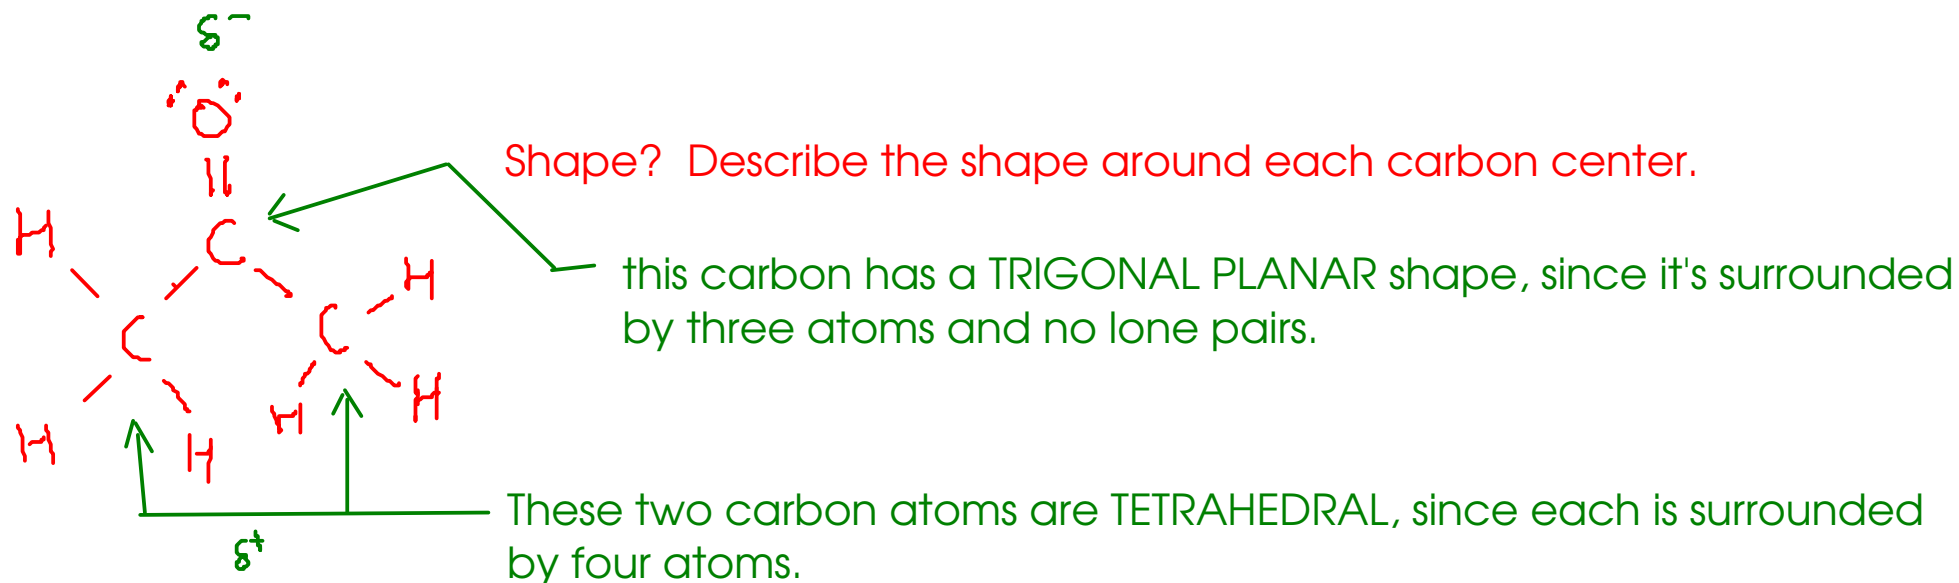 δ⁻
O
Shape? Describe the shape around each carbon center.
H C H
this carbon has a TRIGONAL PLANAR shape, since it's surrounded
by three atoms and no lone pairs.
C C
H H H H
These two carbon atoms are TETRAHEDRAL, since each is surrounded
by four atoms.
δ⁺